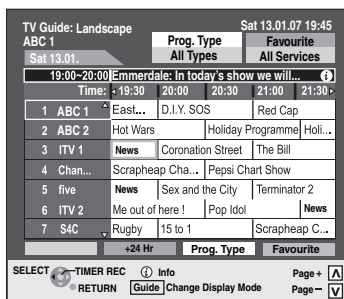 TV Guide: Landscape Sat 13.01.07 19:45
ABC 1 Prog. Type Favourite
Sat 13.01. All Types All Services
19:00~20:00 Emmerdale: In today's show we will... i
Time: 19:30 20:00 20:30 21:00 21:30
1 ABC 1 East... D.I.Y. SOS Red Cap
2 ABC 2 Hot Wars Holiday Programme Holi...
3 ITV 1 News Coronation Street The Bill
4 Chan... Scrapheap Cha... Pepsi Chart Show
5 five News Sex and the City Terminator 2
6 ITV 2 Me out of here ! Pop Idol News
7 S4C Rugby 15 to 1 Scrapheap C...
+24 Hr Prog. Type Favourite
SELECT TIMER REC i Info Page+ ∧
RETURN Guide Change Display Mode Page− ∨